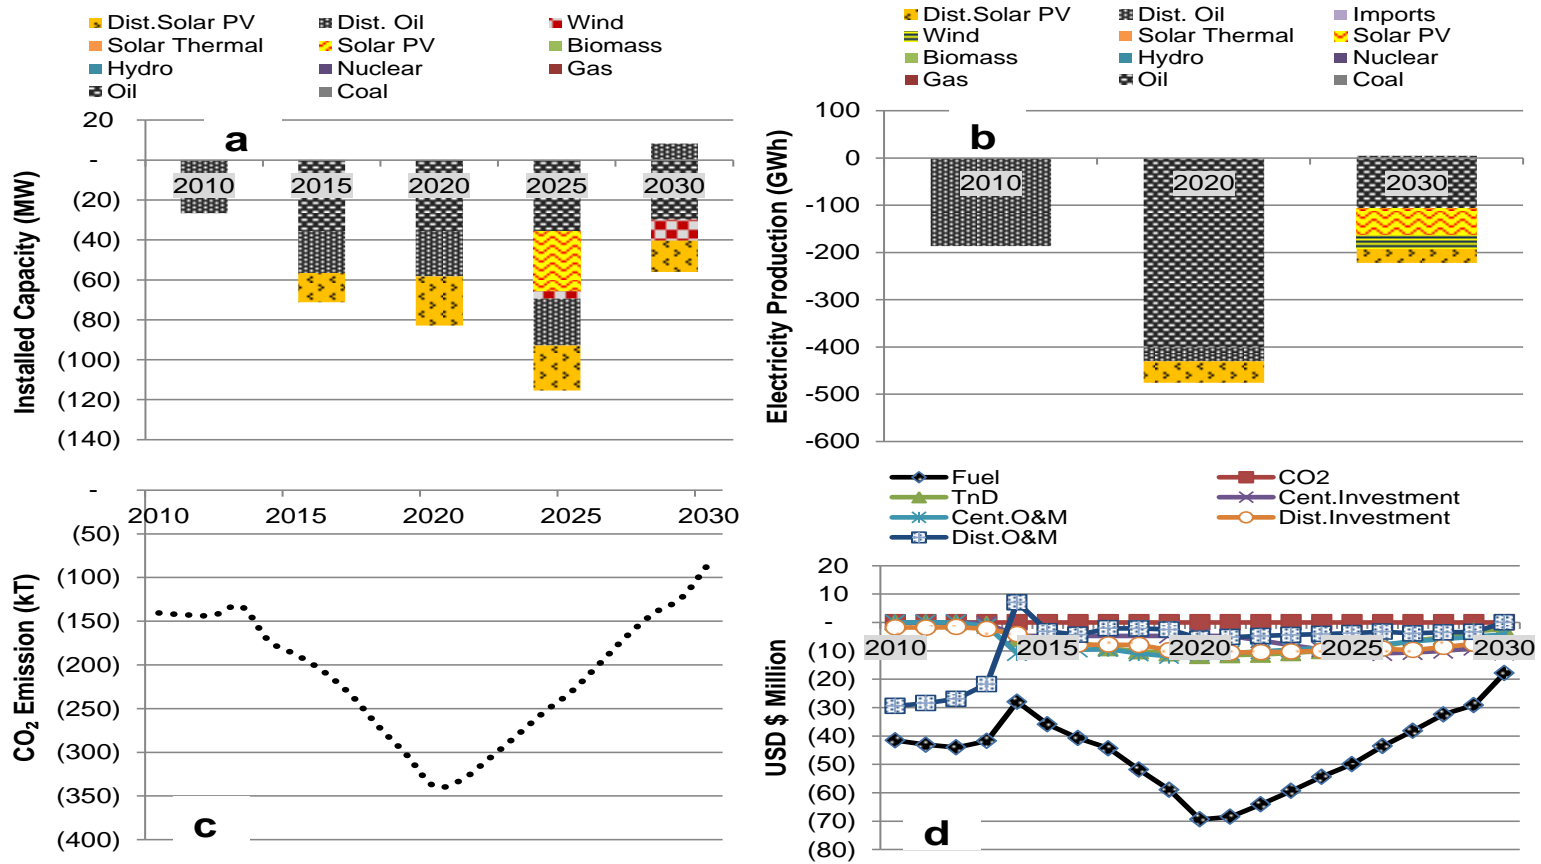 Dist.Solar PV Dist. Oil Wind
Solar Thermal Solar PV Biomass
Hydro Nuclear Gas
Oil Coal
20
-
(20)
(40)
(60)
(80)
(100)
(120)
(140)
Installed Capacity (MW)
a
2010 2015 2020 2025 2030
Dist.Solar PV Dist. Oil Imports
Wind Solar Thermal Solar PV
Biomass Hydro Nuclear
Gas Oil Coal
100
0
-100
-200
-300
-400
-500
-600
Electricity Production (GWh)
b
2010 2020 2030
-
(50)
(100)
(150)
(200)
(250)
(300)
(350)
(400)
CO₂ Emission (kT)
2010 2015 2020 2025 2030
c
Fuel CO2
TnD Cent.Investment
Cent.O&M Dist.Investment
Dist.O&M
20
10
-
(10)
(20)
(30)
(40)
(50)
(60)
(70)
(80)
USD $ Million
2010 2015 2020 2025 2030
d